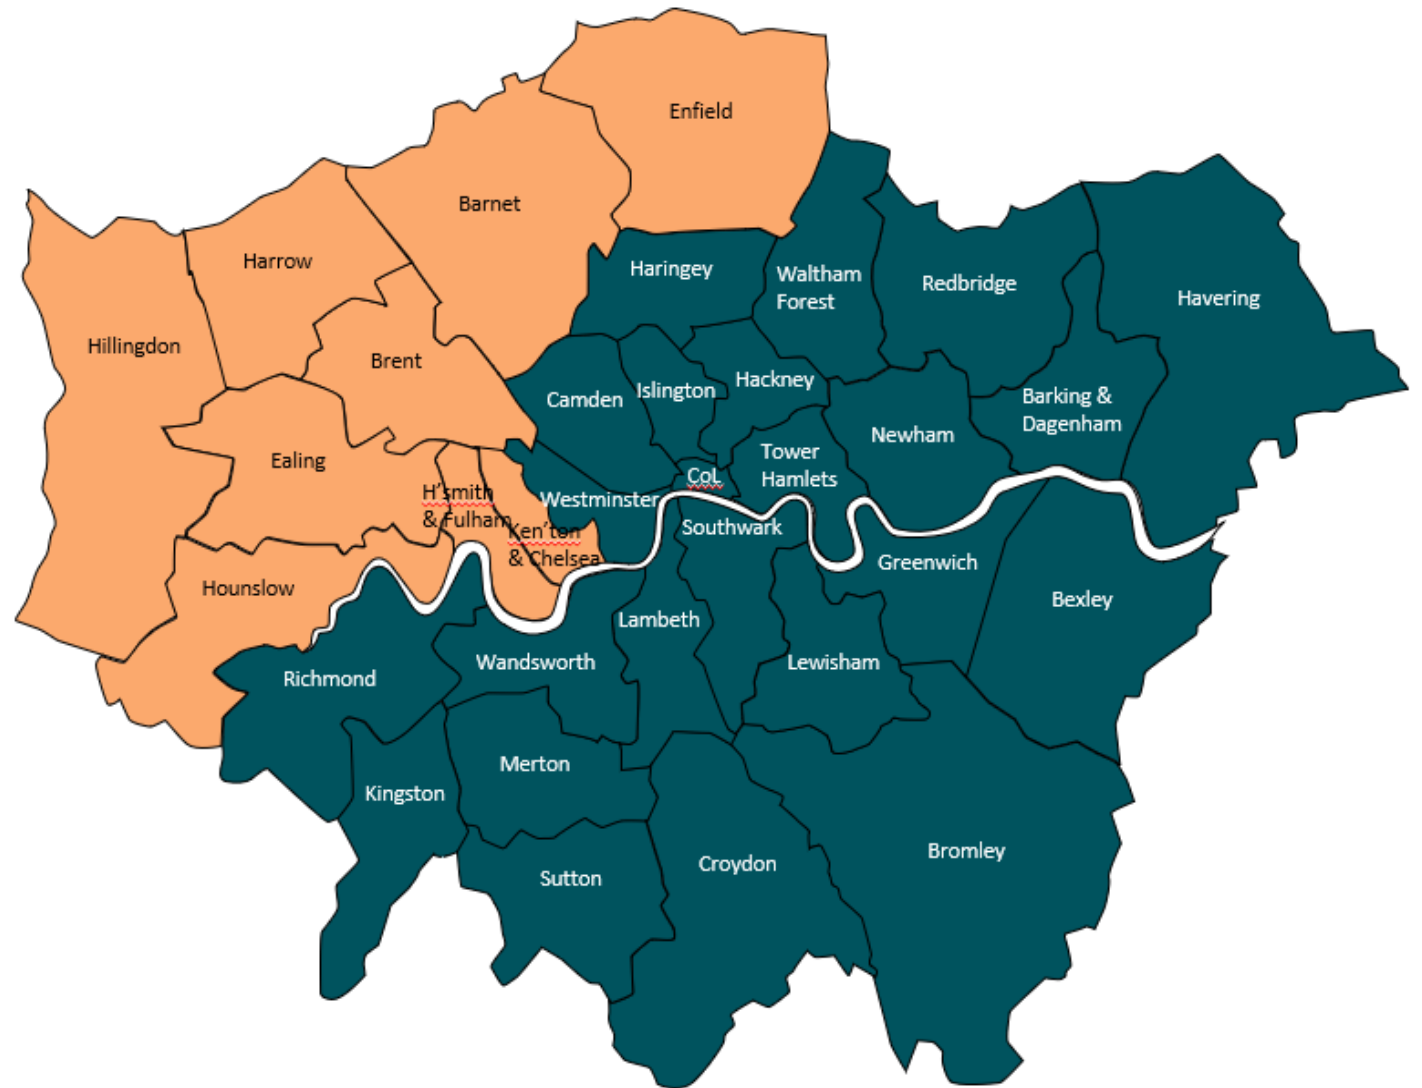 Enfield
Barnet
Harrow
Haringey
Waltham
Forest
Redbridge
Havering
Hillingdon
Brent
Camden
Islington
Hackney
Barking &
Dagenham
Newham
Ealing
Tower
Hamlets
CoL
H'smith
& Fulham
Westminster
Ken'ton
& Chelsea
Southwark
Greenwich
Hounslow
Bexley
Lambeth
Richmond
Wandsworth
Lewisham
Merton
Kingston
Sutton
Croydon
Bromley